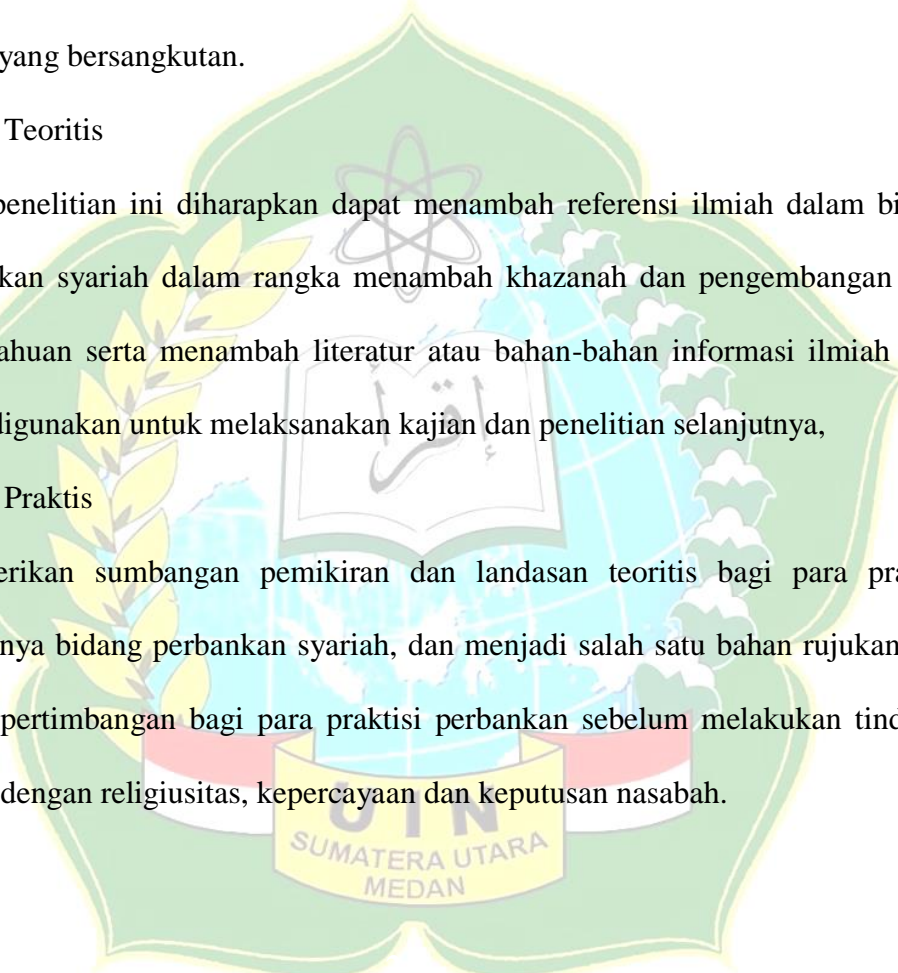 yang bersangkutan.
Teoritis
penelitian ini diharapkan dapat menambah referensi ilmiah dalam bi
kan syariah dalam rangka menambah khazanah dan pengembangan
ahuan serta menambah literatur atau bahan-bahan informasi ilmiah
إقرأ
digunakan untuk melaksanakan kajian dan penelitian selanjutnya,
Praktis
erikan sumbangan pemikiran dan landasan teoritis bagi para pra
nya bidang perbankan syariah, dan menjadi salah satu bahan rujukan
pertimbangan bagi para praktisi perbankan sebelum melakukan tind
dengan religiusitas, kepercayaan dan keputusan nasabah.
UIN
SUMATERA UTARA
MEDAN